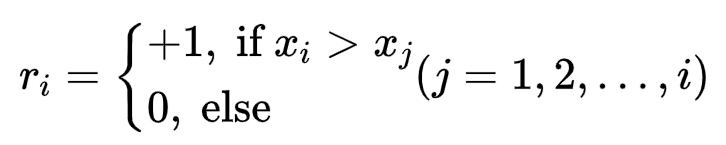 r_i = { +1, if x_i > x_j (j = 1, 2, ..., i)
0, else